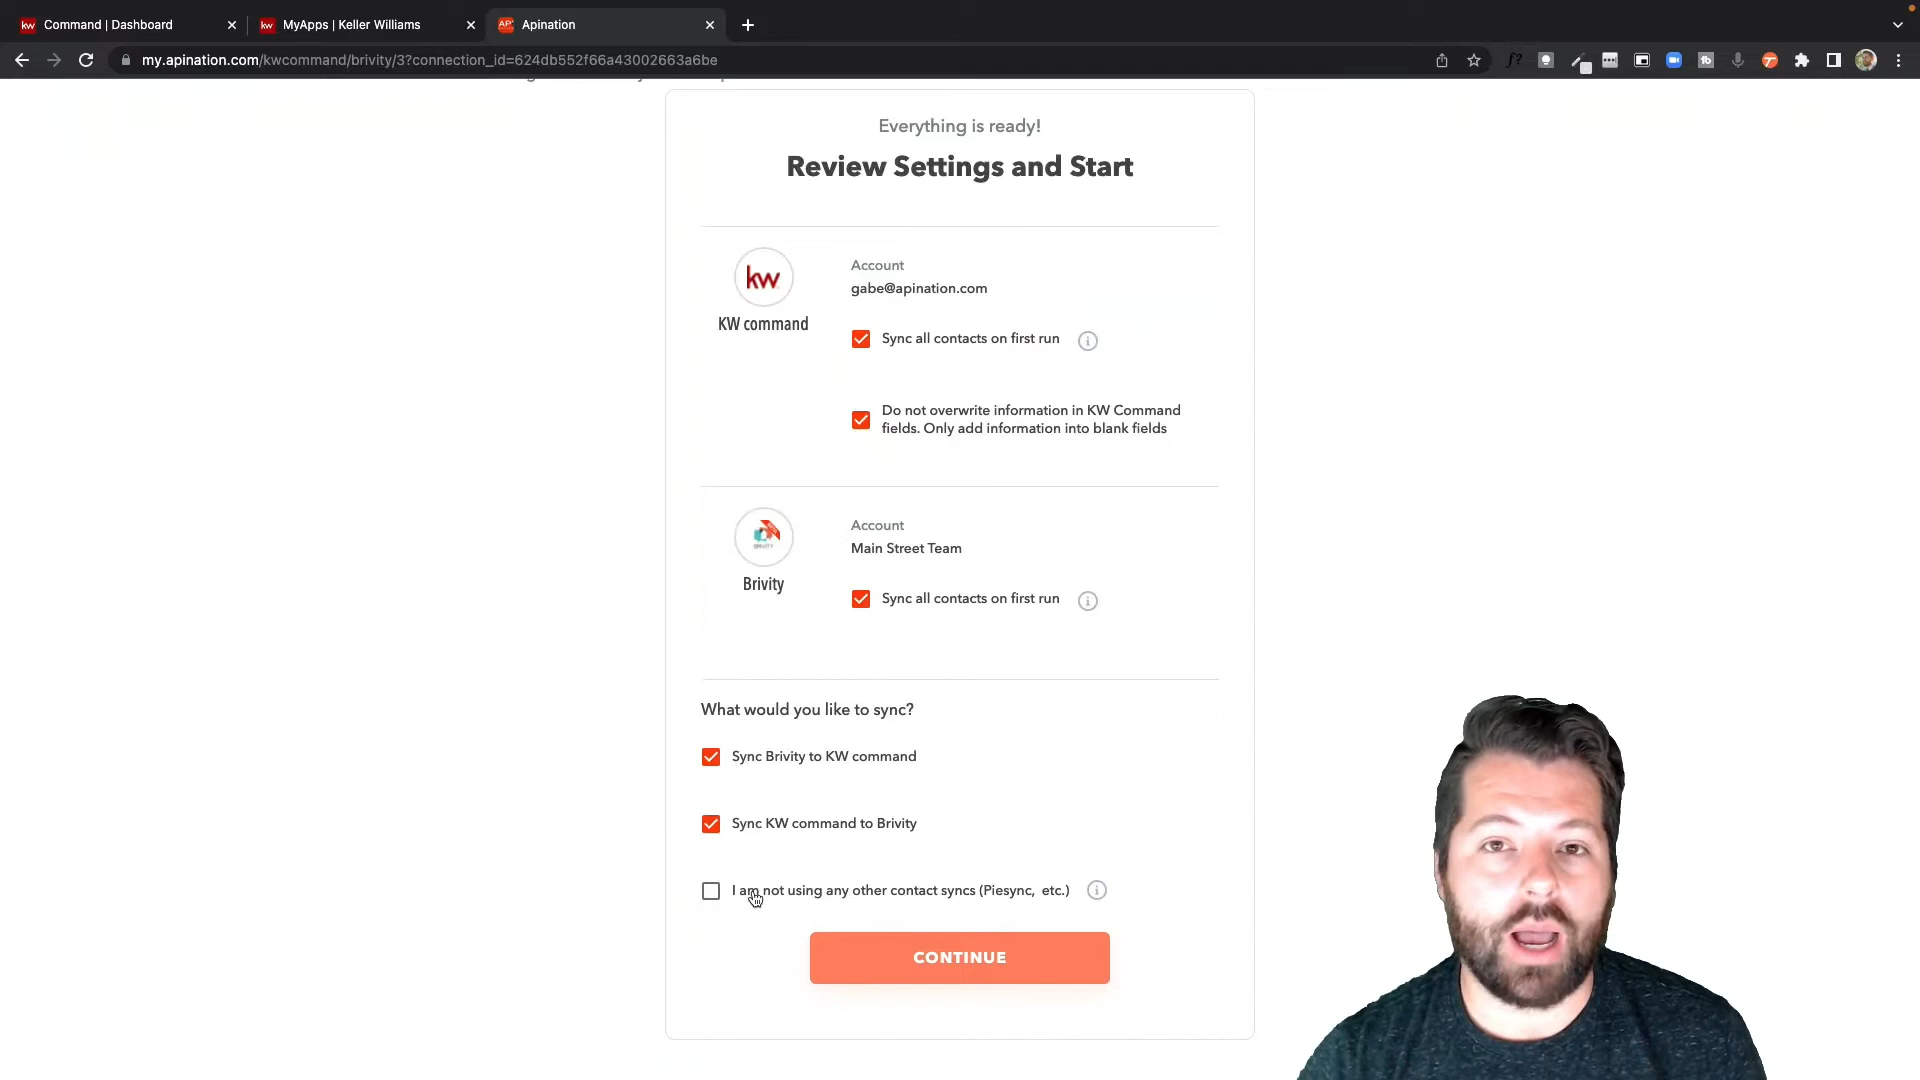 Command | Dashboard
MyApps | Keller Williams
Apination
my.apination.com/kwcommand/brivity/3?connection_id=624db552f66a43002663a6be
Everything is ready!
Review Settings and Start
kw
KW command
Account
gabe@apination.com
Sync all contacts on first run
Do not overwrite information in KW Command
fields. Only add information into blank fields
Brivity
Account
Main Street Team
Sync all contacts on first run
What would you like to sync?
Sync Brivity to KW command
Sync KW command to Brivity
I am not using any other contact syncs (Piesync, etc.)
CONTINUE